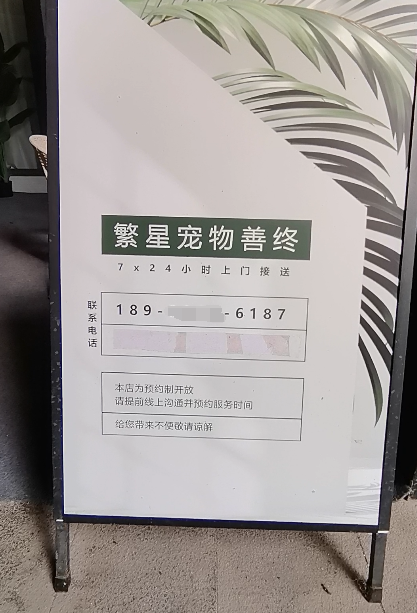 繁星宠物善终
7x24小时上门接送
联系电话
189-
-6187
本店为预约制开放
请提前线上沟通并预约服务时间
给您带来不便敬请谅解